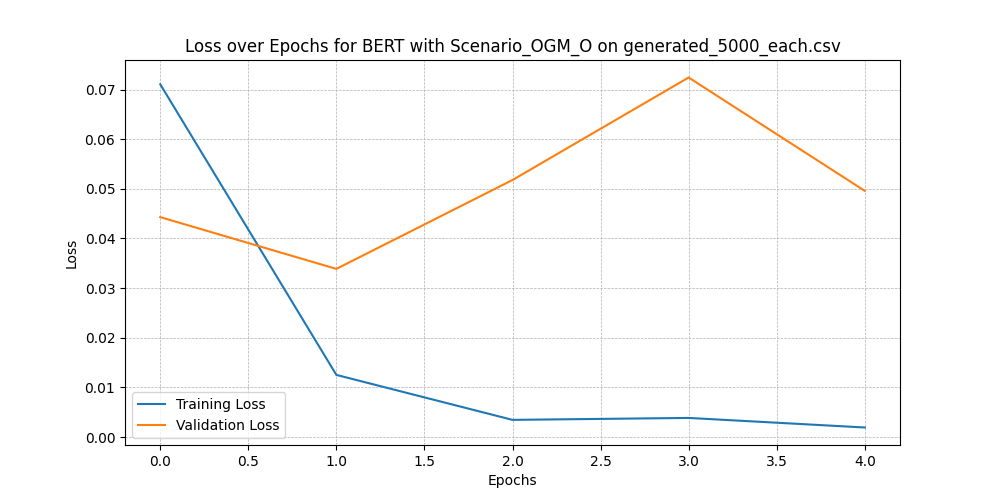 Loss over Epochs for BERT with Scenario_OGM_O on generated_5000_each.csv
Loss
0.07
0.06
0.05
0.04
0.03
0.02
0.01
0.00
Training Loss
Validation Loss
0.0 0.5 1.0 1.5 2.0 2.5 3.0 3.5 4.0
Epochs